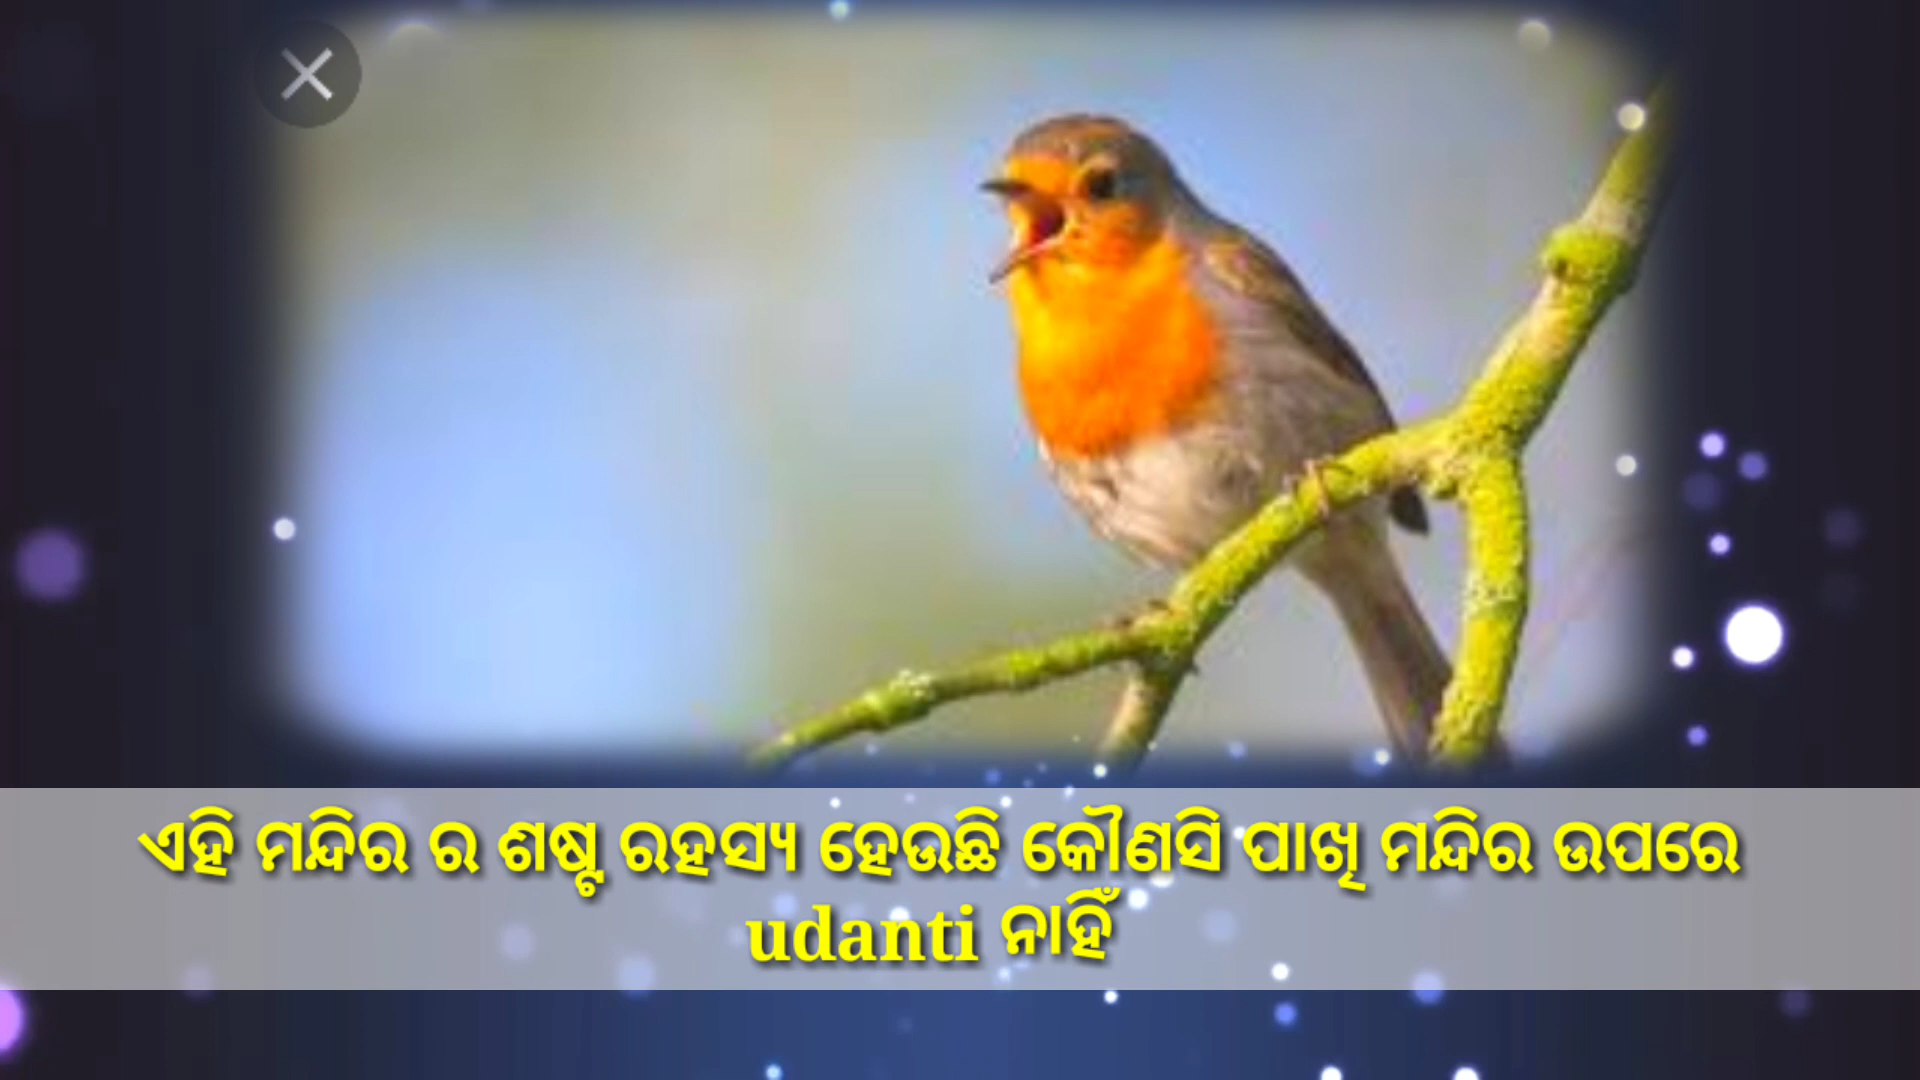 ଏହି ମନ୍ଦିର ର ଶଷ୍ଟ ରହସ୍ୟ ହେଉଛି କୌଣସି ପାଖି ମନ୍ଦିର ଉପରେ
udanti ନାହିଁ